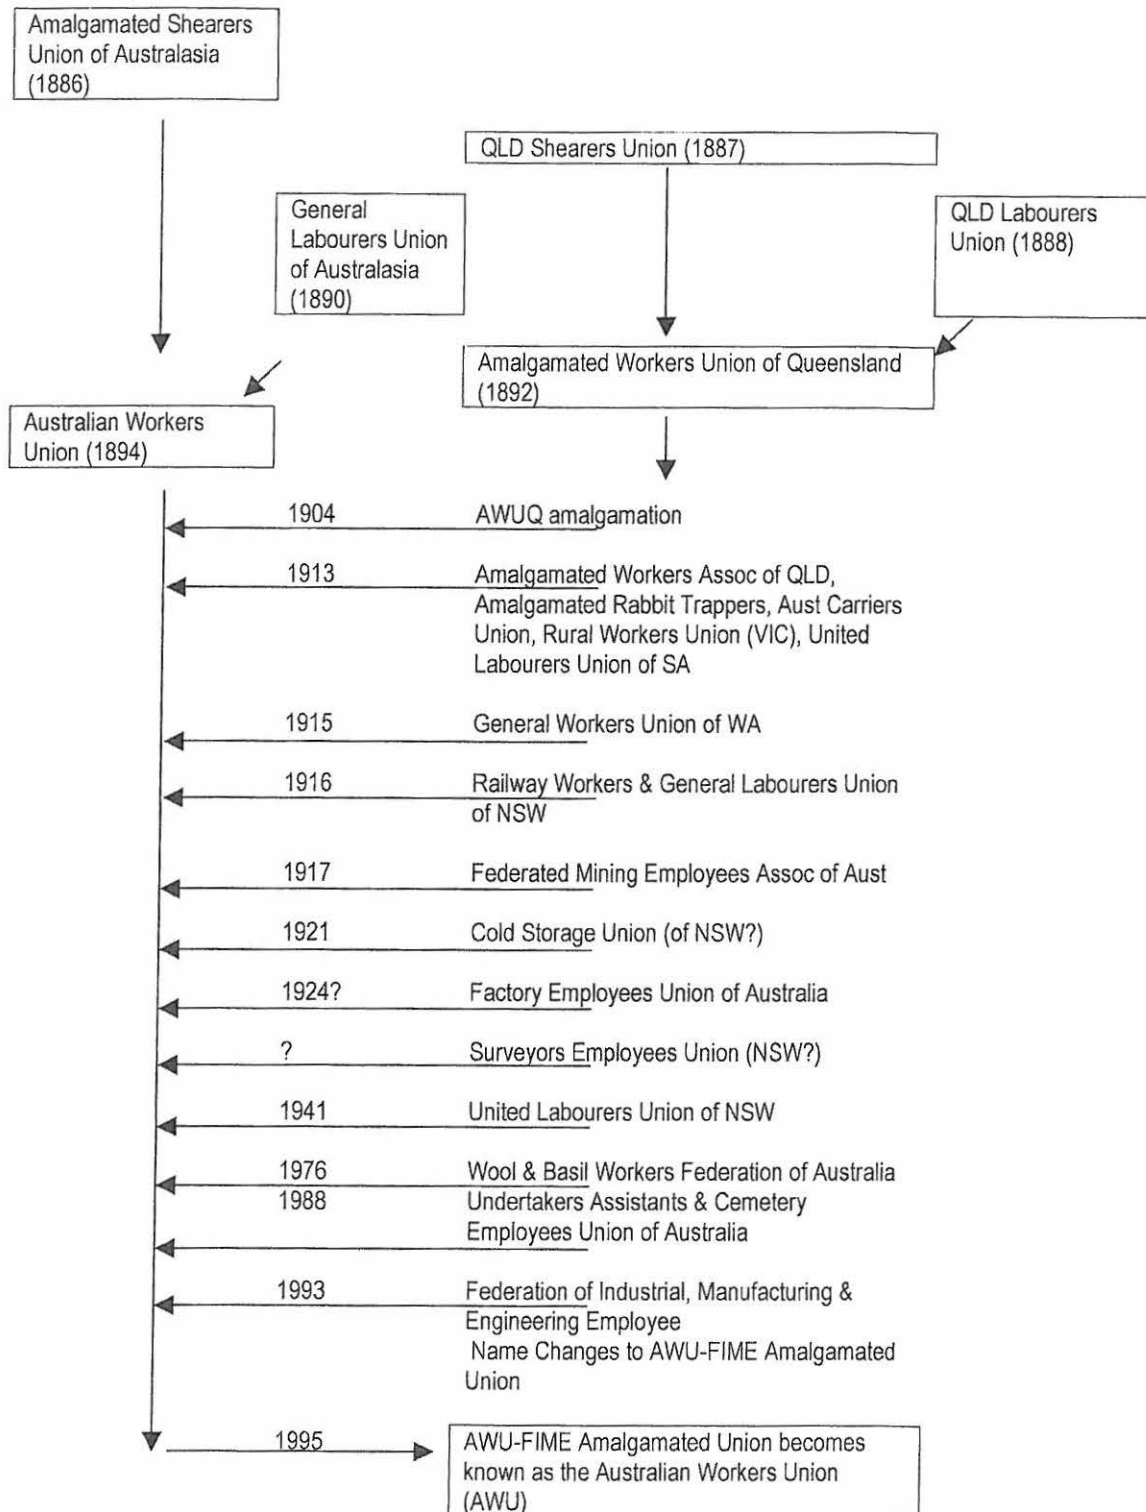 Amalgamated Shearers
Union of Australasia
(1886)
QLD Shearers Union (1887)
General
Labourers Union
of Australasia
(1890)
QLD Labourers
Union (1888)
Amalgamated Workers Union of Queensland
(1892)
Australian Workers
Union (1894)
1904 AWUQ amalgamation
1913 Amalgamated Workers Assoc of QLD,
Amalgamated Rabbit Trappers, Aust Carriers
Union, Rural Workers Union (VIC), United
Labourers Union of SA
1915 General Workers Union of WA
1916 Railway Workers & General Labourers Union
of NSW
1917 Federated Mining Employees Assoc of Aust
1921 Cold Storage Union (of NSW?)
1924? Factory Employees Union of Australia
? Surveyors Employees Union (NSW?)
1941 United Labourers Union of NSW
1976 Wool & Basil Workers Federation of Australia
1988 Undertakers Assistants & Cemetery
Employees Union of Australia
1993 Federation of Industrial, Manufacturing &
Engineering Employee
Name Changes to AWU-FIME Amalgamated
Union
1995 AWU-FIME Amalgamated Union becomes
known as the Australian Workers Union
(AWU)